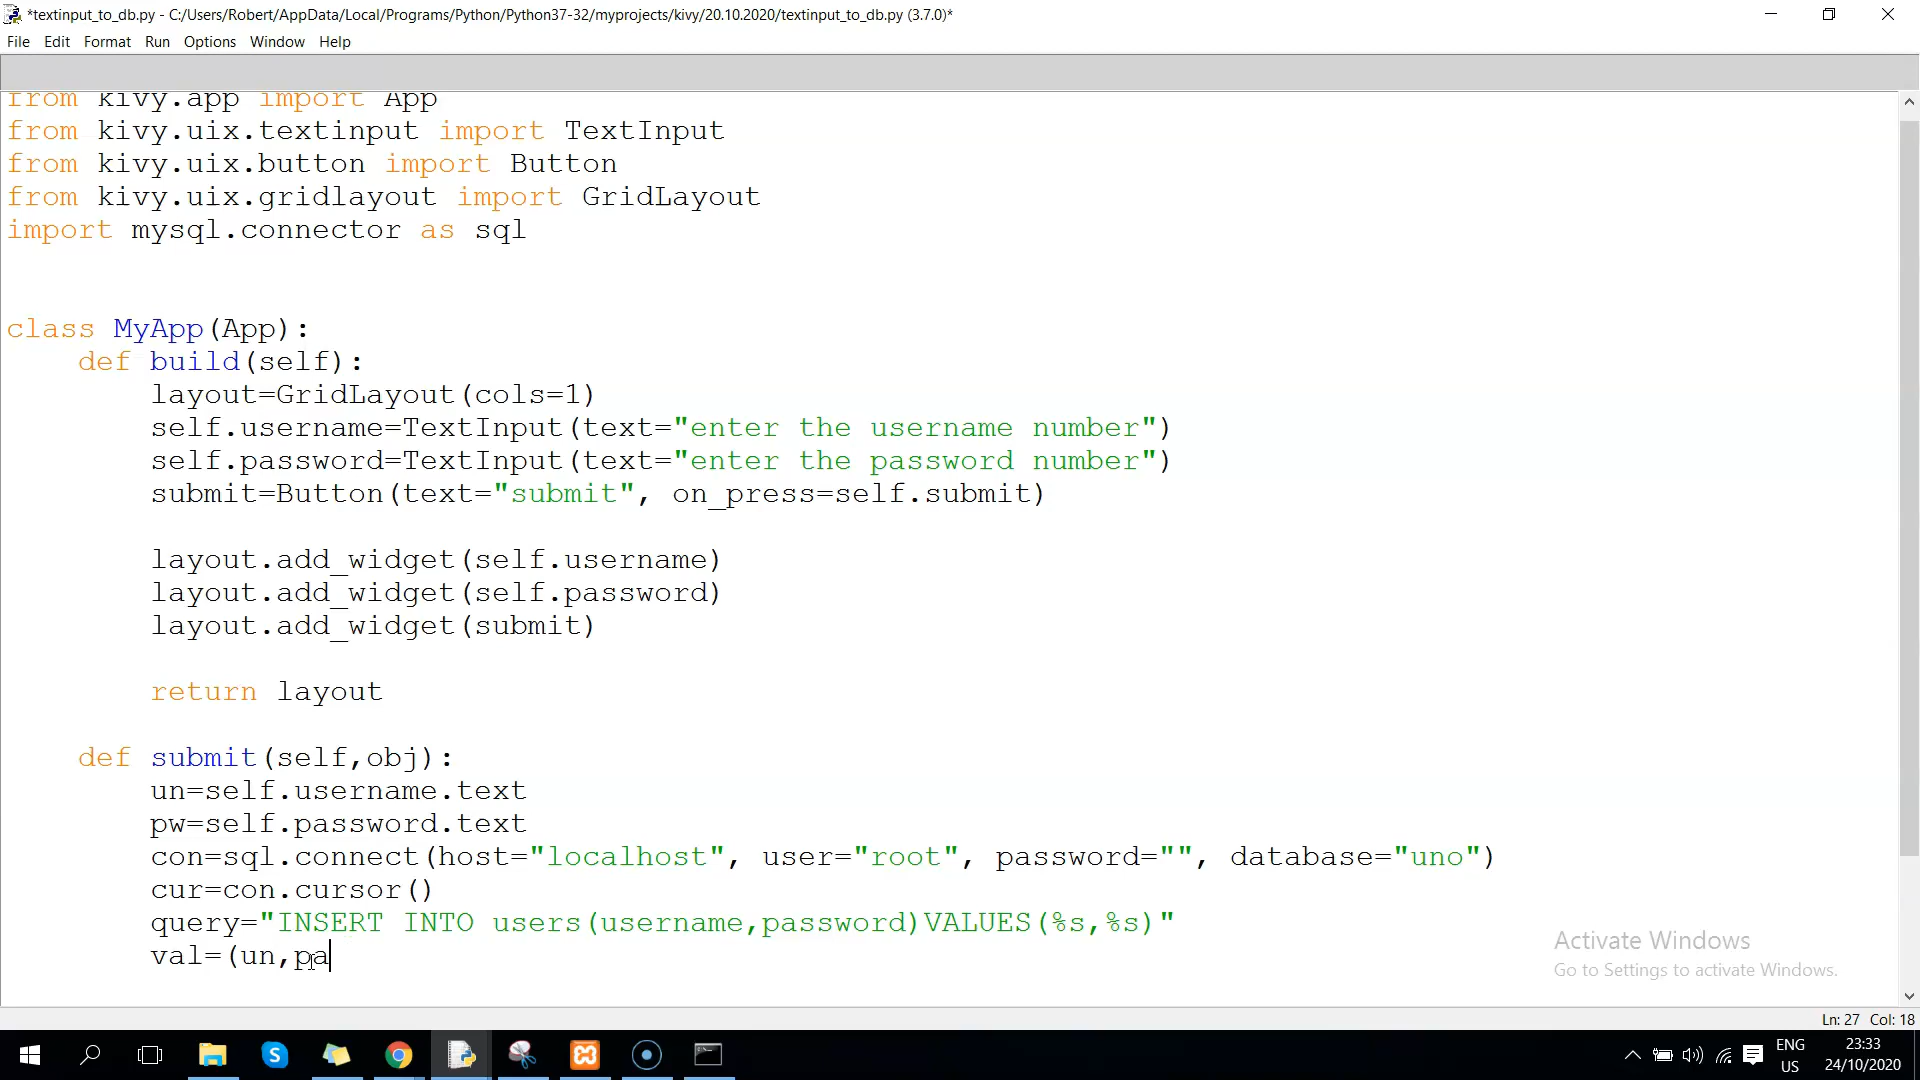 *textinput_to_db.py - C:/Users/Robert/AppData/Local/Programs/Python/Python37-32/myprojects/kivy/20.10.2020/textinput_to_db.py (3.7.0)*
File Edit Format Run Options Window Help
from kivy.app import App
from kivy.uix.textinput import TextInput
from kivy.uix.button import Button
from kivy.uix.gridlayout import GridLayout
import mysql.connector as sql
class MyApp(App):
    def build(self):
        layout=GridLayout(cols=1)
        self.username=TextInput(text="enter the username number")
        self.password=TextInput(text="enter the password number")
        submit=Button(text="submit", on_press=self.submit)
        layout.add_widget(self.username)
        layout.add_widget(self.password)
        layout.add_widget(submit)
        return layout
    def submit(self,obj):
        un=self.username.text
        pw=self.password.text
        con=sql.connect(host="localhost", user="root", password="", database="uno")
        cur=con.cursor()
        query="INSERT INTO users(username,password)VALUES(%s,%s)"
        val=(un,pa
Activate Windows
Go to Settings to activate Windows.
Ln: 27 Col: 18
ENG
US
23:33
24/10/2020